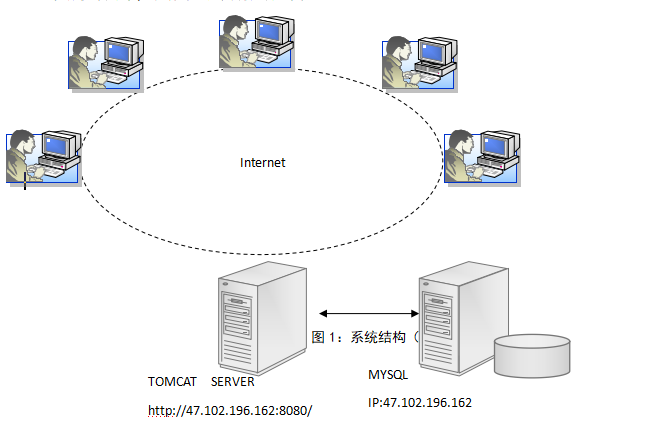 Internet
图 1：系统结构（
TOMCAT SERVER
http://47.102.196.162:8080/
MYSQL
IP:47.102.196.162